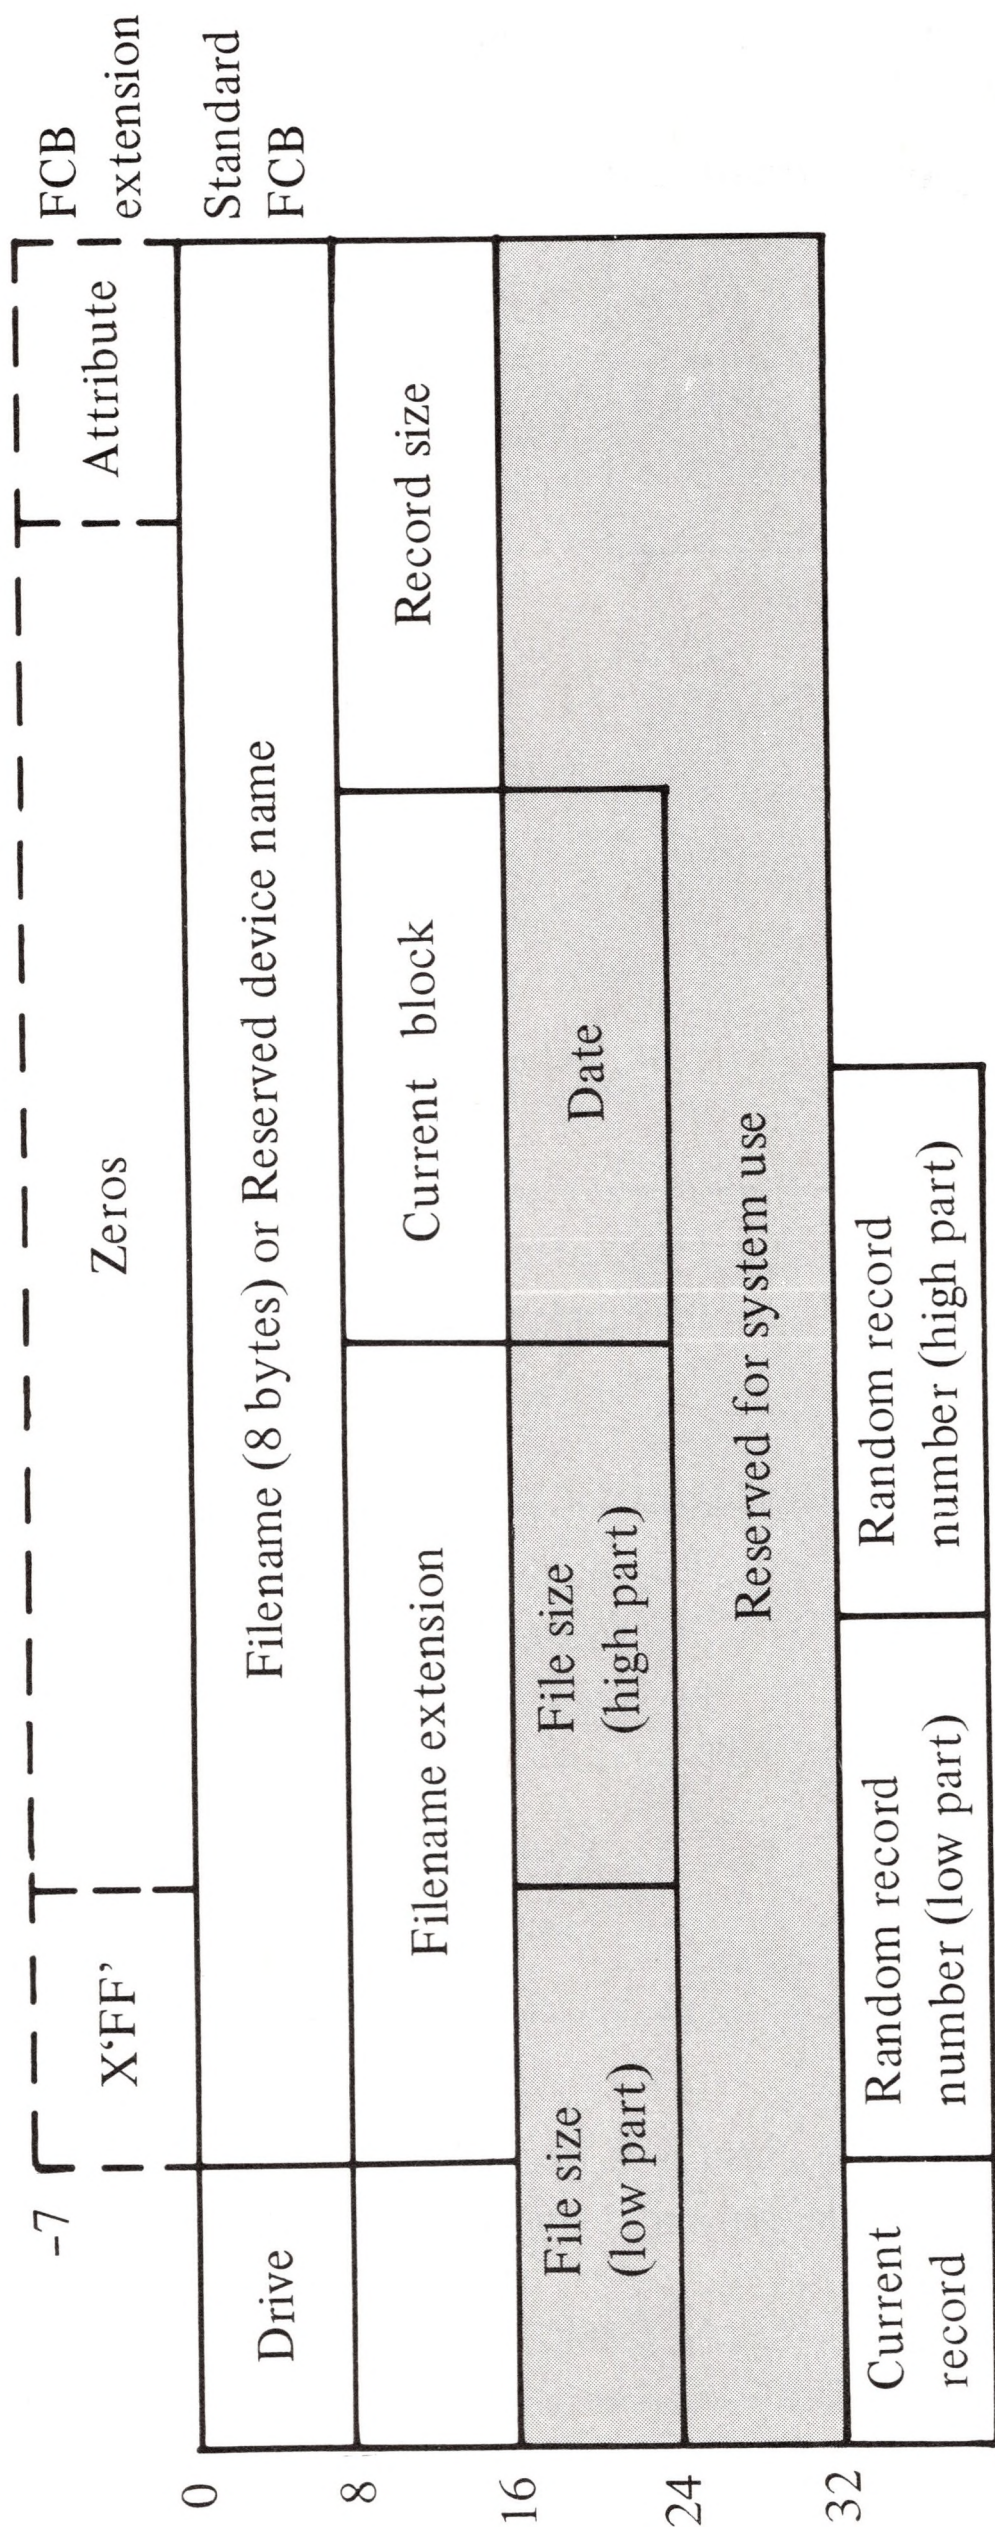 FCB
extension
-7
X‘FF’
Zeros
Attribute
Standard
FCB
0
Drive
Filename (8 bytes) or Reserved device name
8
Filename extension
Current block
Record size
16
File size
(low part)
File size
(high part)
Date
24
Reserved for system use
32
Current
record
Random record
number (low part)
Random record
number (high part)